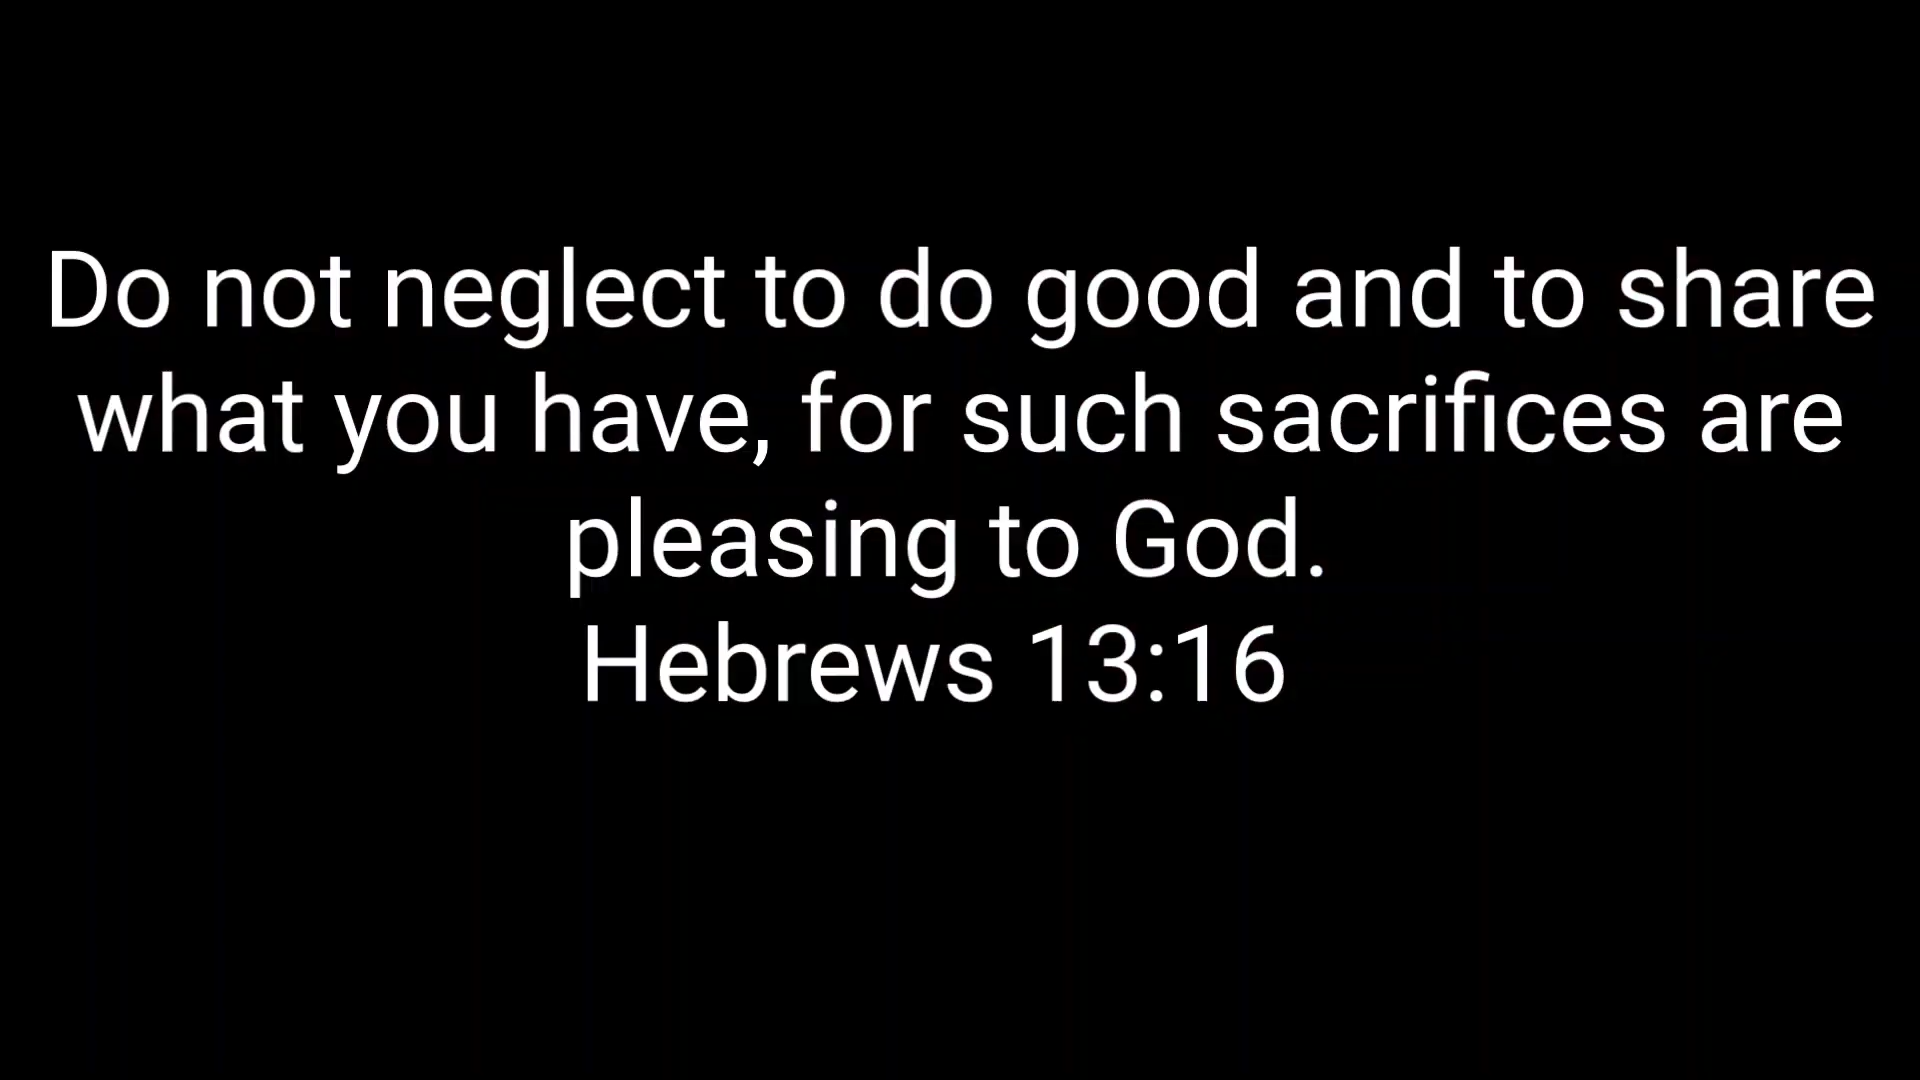 Do not neglect to do good and to share
what you have, for such sacrifices are
pleasing to God.
Hebrews 13:16